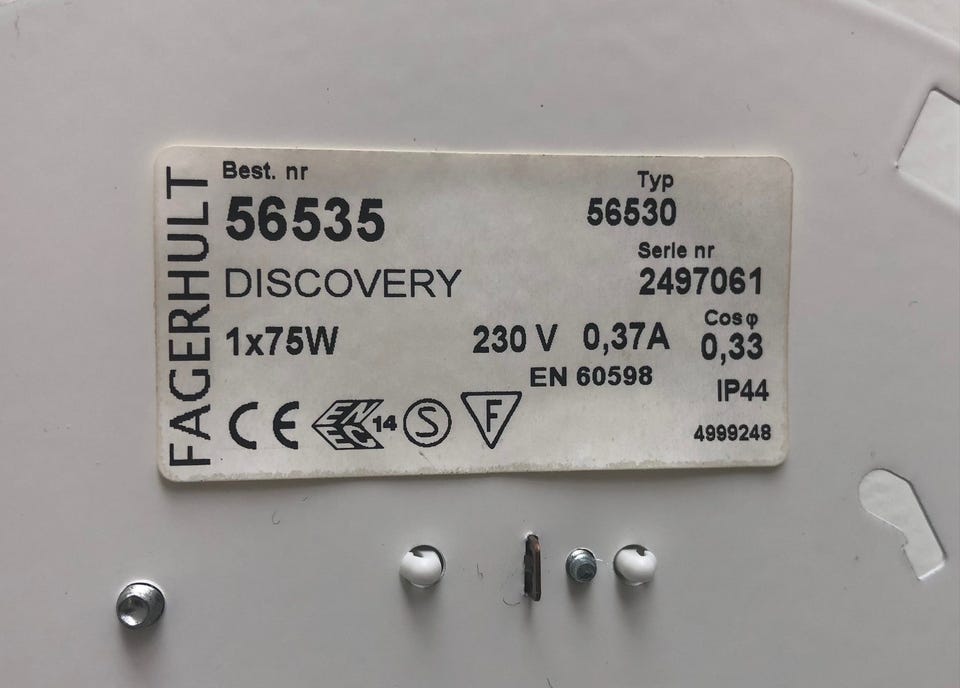 FAGERHULT
Best. nr
56535
DISCOVERY
1x75W
230 V 0,37A
EN 60598
Typ
56530
Serie nr
2497061
Cos φ
0,33
IP44
4999248
CE
ENEC 14
S
F